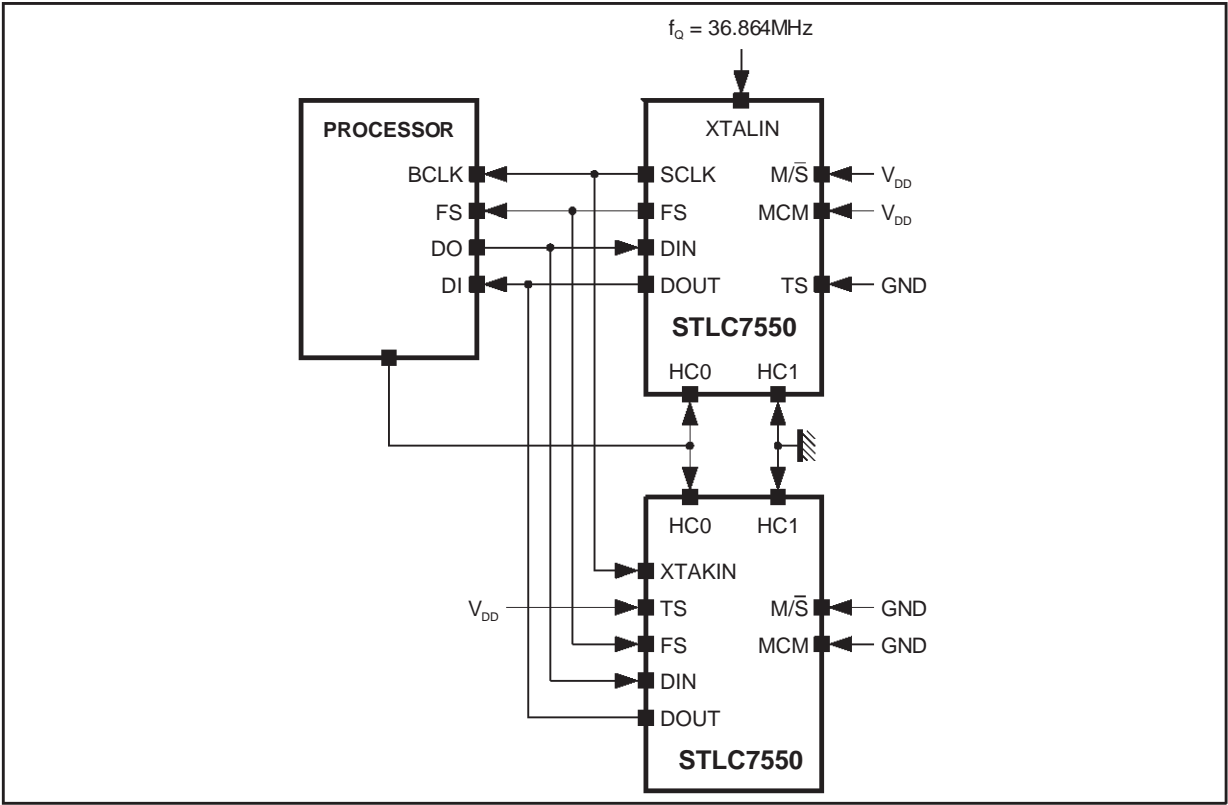 fQ = 36.864MHz
PROCESSOR
BCLK
FS
DO
DI
XTALIN
SCLK
FS
DIN
DOUT
M/S̅
MCM
TS
VDD
VDD
GND
STLC7550
HC0
HC1
HC0
HC1
XTAKIN
TS
FS
DIN
DOUT
VDD
M/S̅
MCM
GND
GND
STLC7550